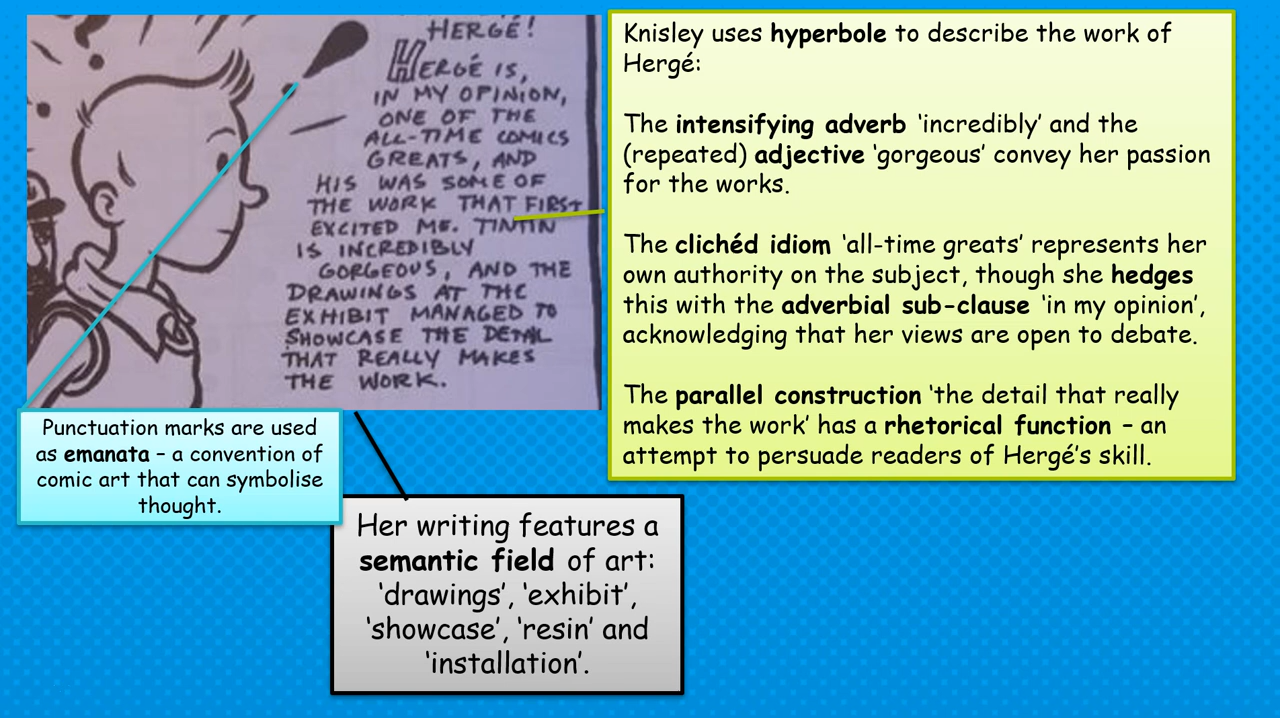 HERGÉ!
HERGÉ IS,
IN MY OPINION,
ONE OF THE
ALL-TIME COMICS
GREATS, AND
HIS WAS SOME OF
THE WORK THAT FIRST
EXCITED ME. TINTIN
IS INCREDIBLY
GORGEOUS, AND THE
DRAWINGS AT THE
EXHIBIT MANAGED TO
SHOWCASE THE DETAIL
THAT REALLY MAKES
THE WORK.
Knisley uses hyperbole to describe the work of
Hergé:
The intensifying adverb ‘incredibly’ and the
(repeated) adjective ‘gorgeous’ convey her passion
for the works.
The clichéd idiom ‘all-time greats’ represents her
own authority on the subject, though she hedges
this with the adverbial sub-clause ‘in my opinion’,
acknowledging that her views are open to debate.
The parallel construction ‘the detail that really
makes the work’ has a rhetorical function – an
attempt to persuade readers of Hergé’s skill.
Punctuation marks are used
as emanata – a convention of
comic art that can symbolise
thought.
Her writing features a
semantic field of art:
‘drawings’, ‘exhibit’,
‘showcase’, ‘resin’ and
‘installation’.